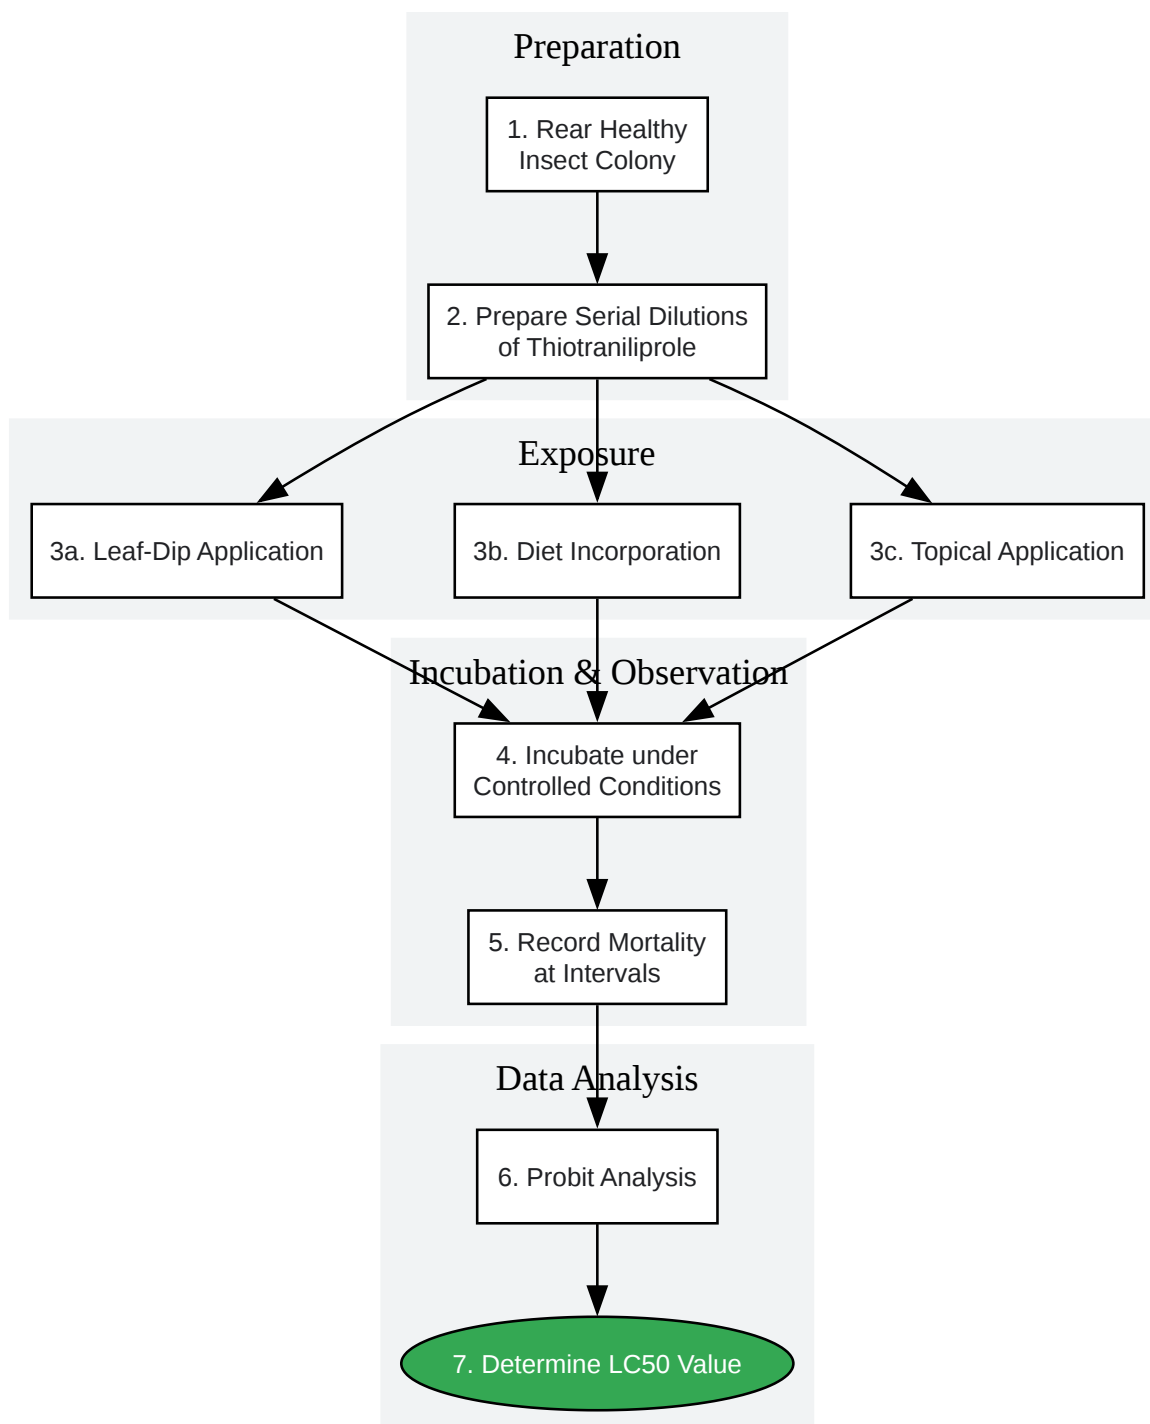 Preparation
1. Rear Healthy
Insect Colony
2. Prepare Serial Dilutions
of Thiotraniliprole
Exposure
3a. Leaf-Dip Application
3b. Diet Incorporation
3c. Topical Application
Incubation & Observation
4. Incubate under
Controlled Conditions
5. Record Mortality
at Intervals
Data Analysis
6. Probit Analysis
7. Determine LC50 Value